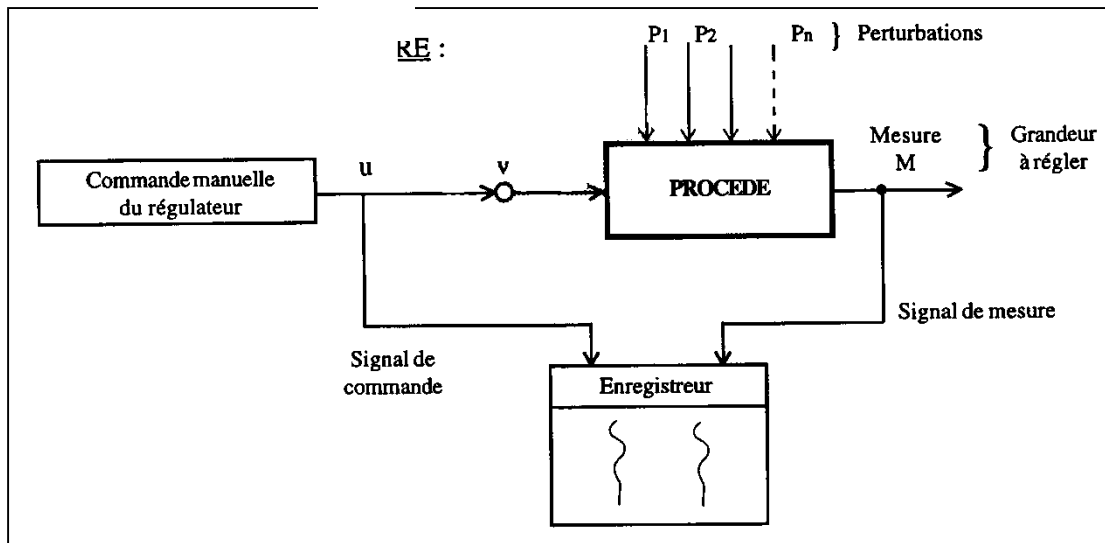 RE :
P1 P2 Pn } Perturbations
Commande manuelle
du régulateur
u
v
PROCEDE
Mesure
M
} Grandeur
à régler
Signal de mesure
Signal de
commande
Enregistreur